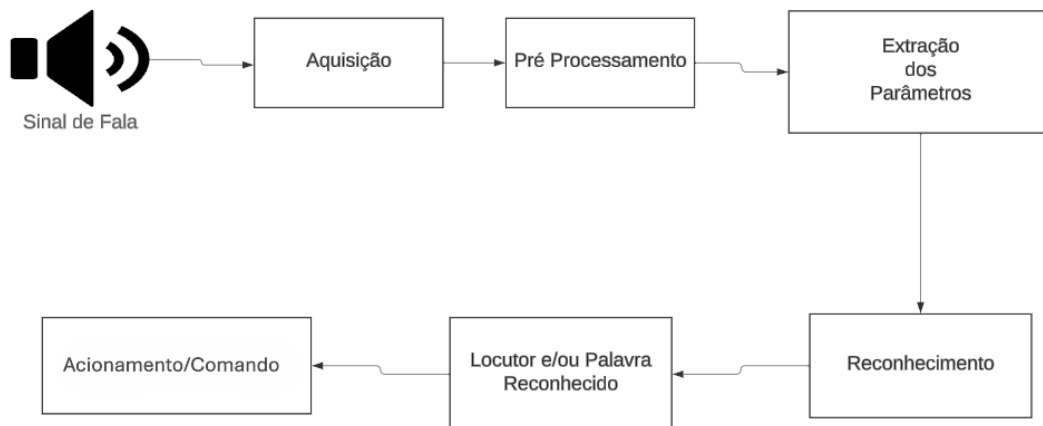 Sinal de Fala
Aquisição
Pré Processamento
Extração
dos
Parâmetros
Reconhecimento
Locutor e/ou Palavra
Reconhecido
Acionamento/Comando